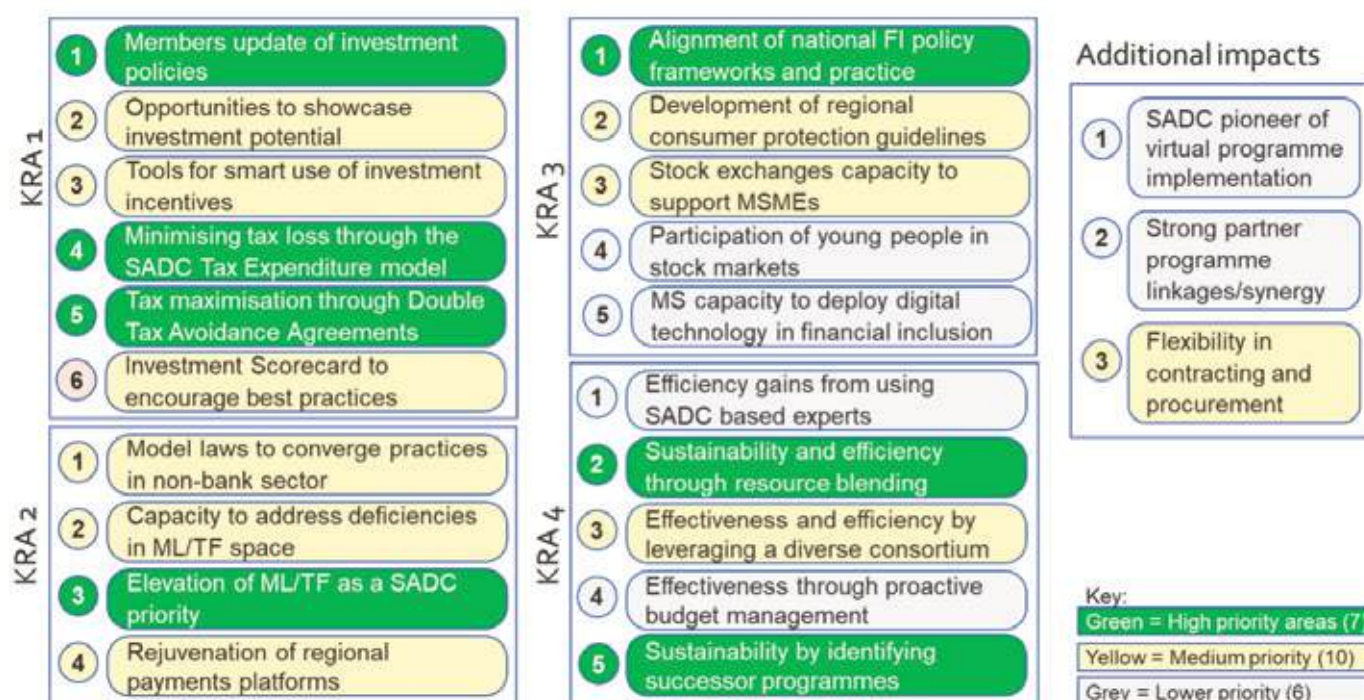 KRA 1
1
Members update of investment
policies
2
Opportunities to showcase
investment potential
3
Tools for smart use of investment
incentives
4
Minimising tax loss through the
SADC Tax Expenditure model
5
Tax maximisation through Double
Tax Avoidance Agreements
6
Investment Scorecard to
encourage best practices
KRA 2
1
Model laws to converge practices
in non-bank sector
2
Capacity to address deficiencies
in ML/TF space
3
Elevation of ML/TF as a SADC
priority
4
Rejuvenation of regional
payments platforms
KRA 3
1
Alignment of national FI policy
frameworks and practice
2
Development of regional
consumer protection guidelines
3
Stock exchanges capacity to
support MSMEs
4
Participation of young people in
stock markets
5
MS capacity to deploy digital
technology in financial inclusion
KRA 4
1
Efficiency gains from using
SADC based experts
2
Sustainability and efficiency
through resource blending
3
Effectiveness and efficiency by
leveraging a diverse consortium
4
Effectiveness through proactive
budget management
5
Sustainability by identifying
successor programmes
Additional impacts
1
SADC pioneer of
virtual programme
implementation
2
Strong partner
programme
linkages/synergy
3
Flexibility in
contracting and
procurement
Key:
Green = High priority areas (7
Yellow = Medium priority (10)
Grey = Lower priority (6)